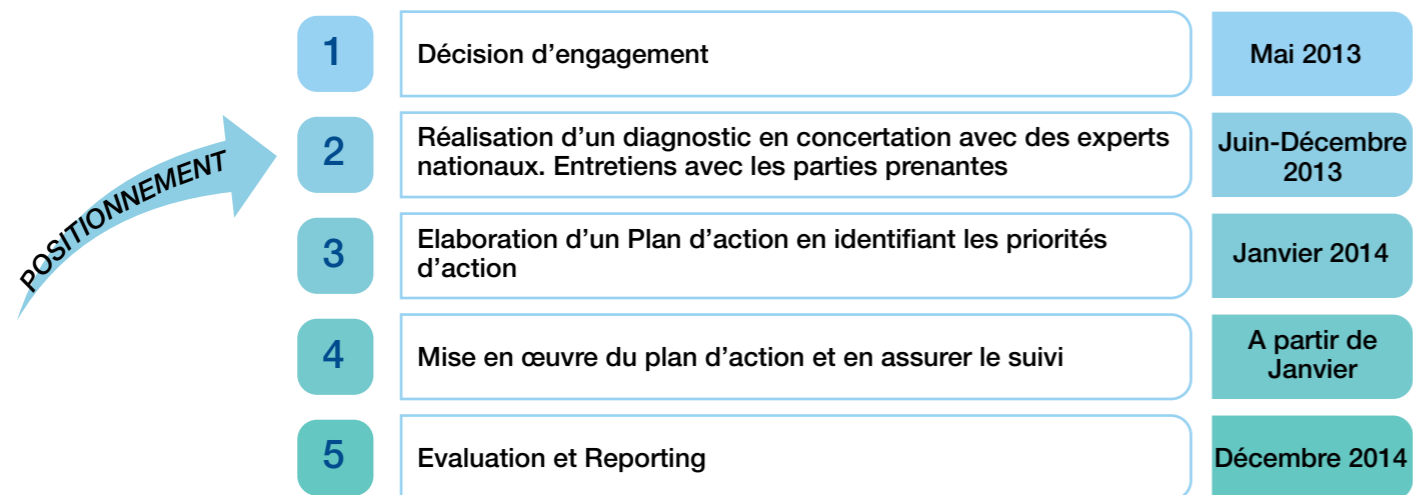 1
Décision d’engagement
Mai 2013
POSITIONNEMENT
2
Réalisation d’un diagnostic en concertation avec des experts
nationaux. Entretiens avec les parties prenantes
Juin-Décembre
2013
3
Elaboration d’un Plan d’action en identifiant les priorités
d’action
Janvier 2014
4
Mise en œuvre du plan d’action et en assurer le suivi
A partir de
Janvier
5
Evaluation et Reporting
Décembre 2014